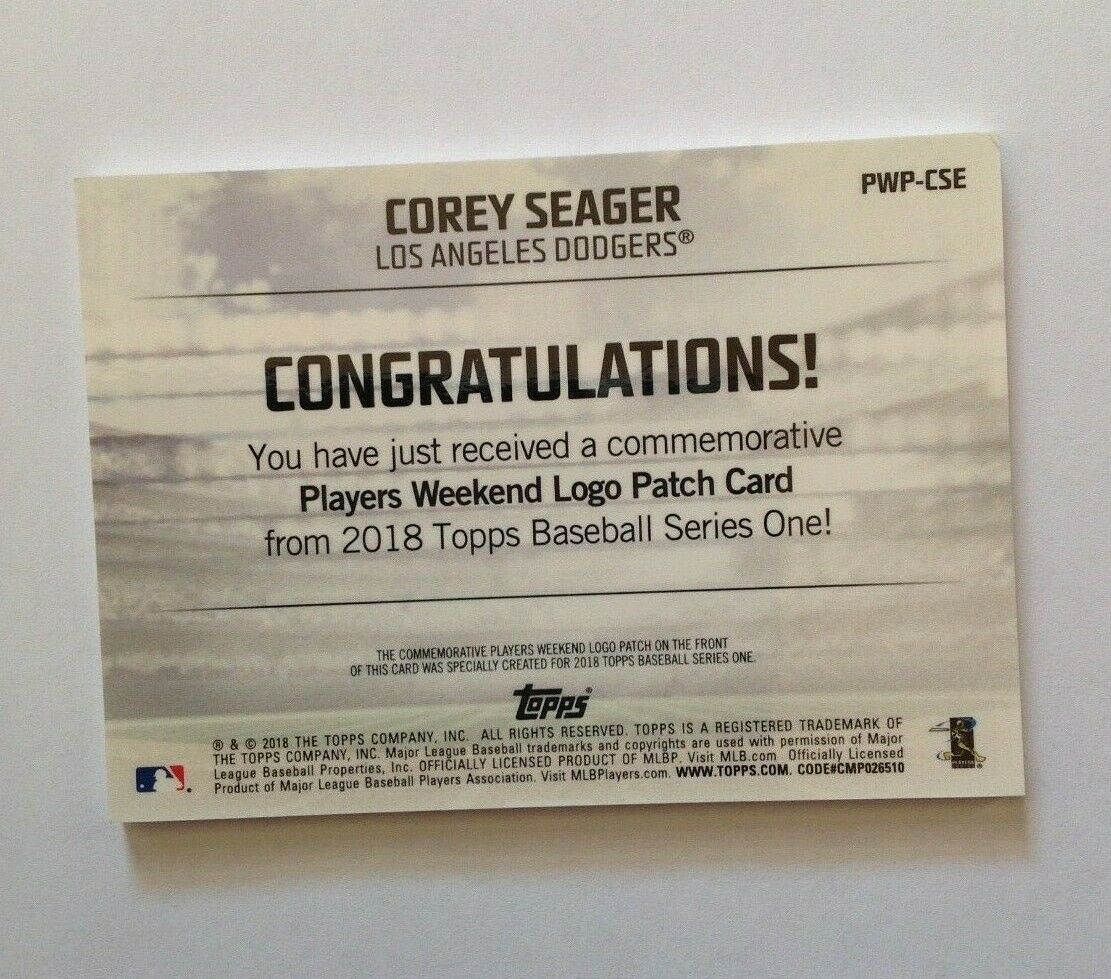 PWP-CSE
COREY SEAGER
LOS ANGELES DODGERS®
CONGRATULATIONS!
You have just received a commemorative
Players Weekend Logo Patch Card
from 2018 Topps Baseball Series One!
THE COMMEMORATIVE PLAYERS WEEKEND LOGO PATCH ON THE FRONT
OF THIS CARD WAS SPECIALLY CREATED FOR 2018 TOPPS BASEBALL SERIES ONE.
topps®
® & © 2018 THE TOPPS COMPANY, INC. ALL RIGHTS RESERVED. TOPPS IS A REGISTERED TRADEMARK OF
THE TOPPS COMPANY, INC. Major League Baseball trademarks and copyrights are used with permission of Major
League Baseball Properties, Inc. OFFICIALLY LICENSED PRODUCT OF MLBP. Visit MLB.com Officially Licensed
Product of Major League Baseball Players Association. Visit MLBPlayers.com. WWW.TOPPS.COM. CODE#CMP026510